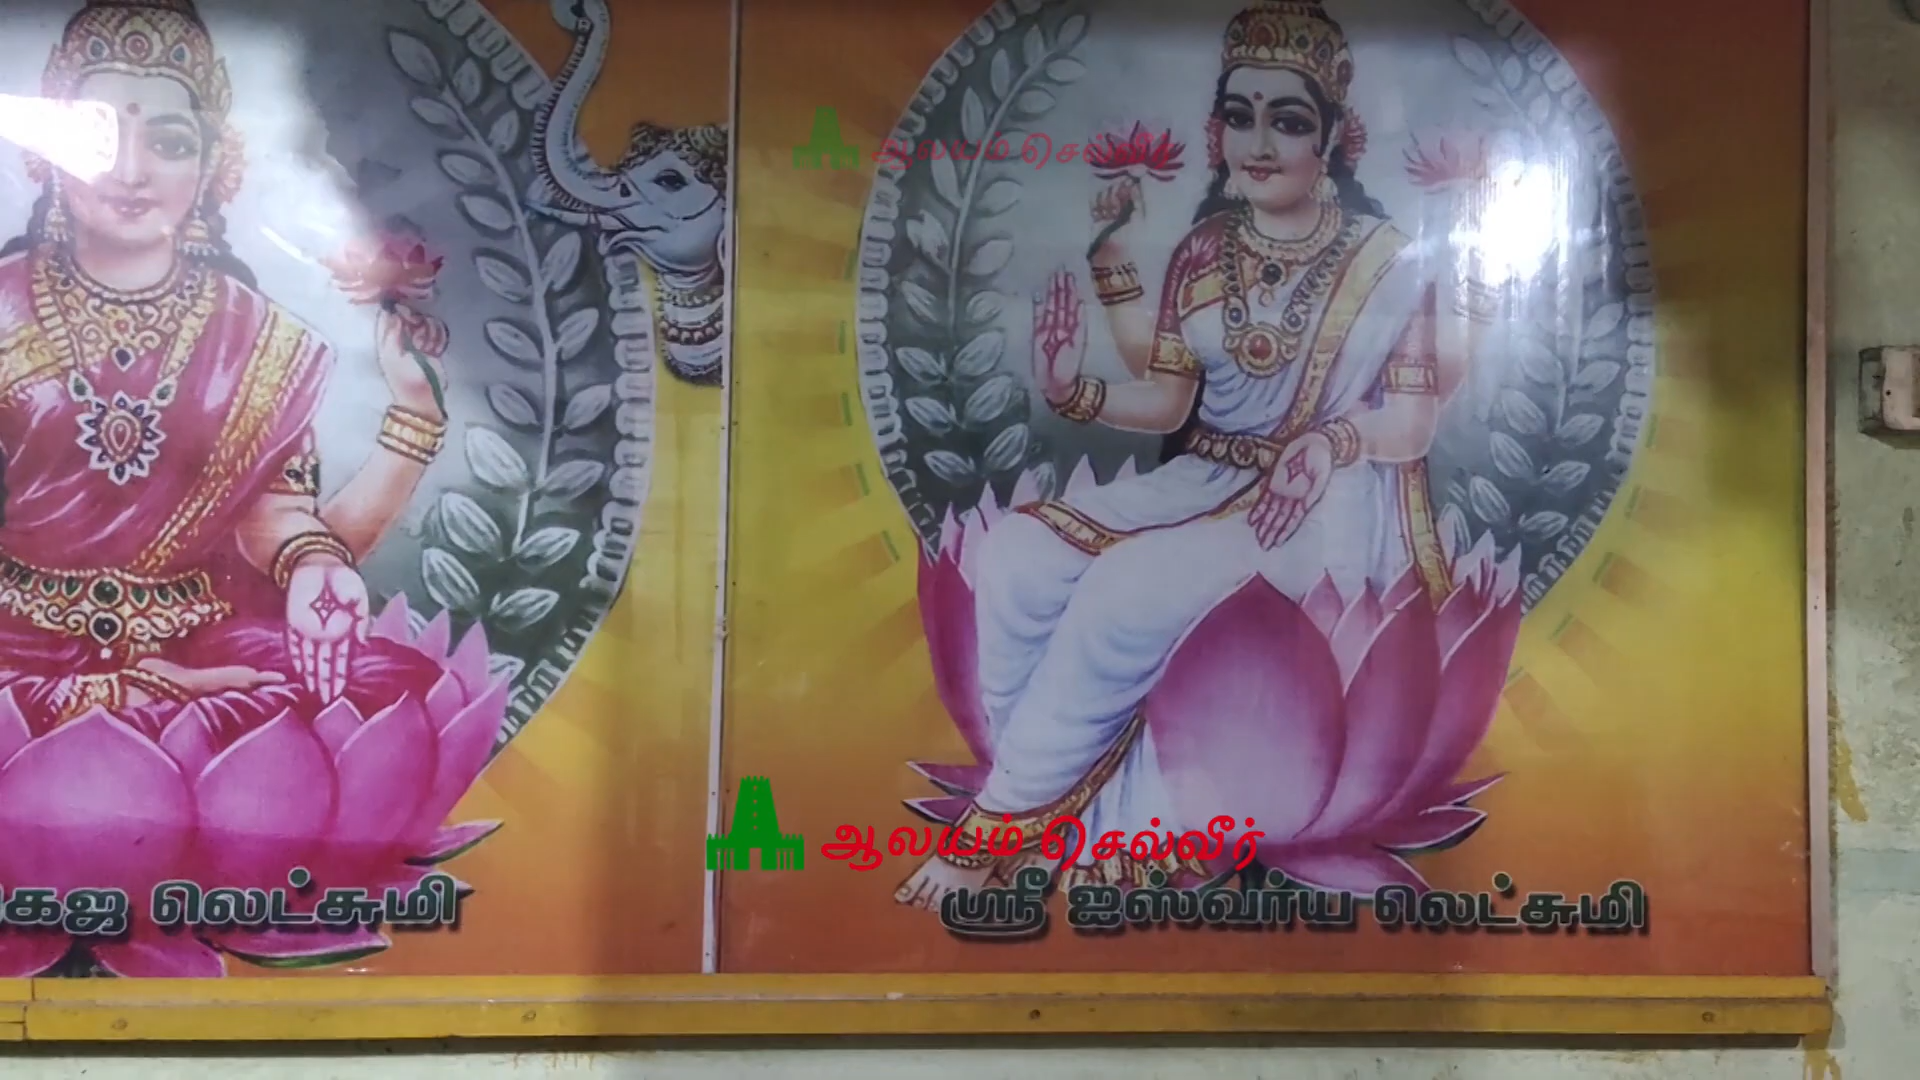 ஆலயம் செல்வீர்
ஆலயம் செல்வீர்
கஜ லெட்சுமி
ஸ்ரீ ஐஸ்வர்ய லெட்சுமி